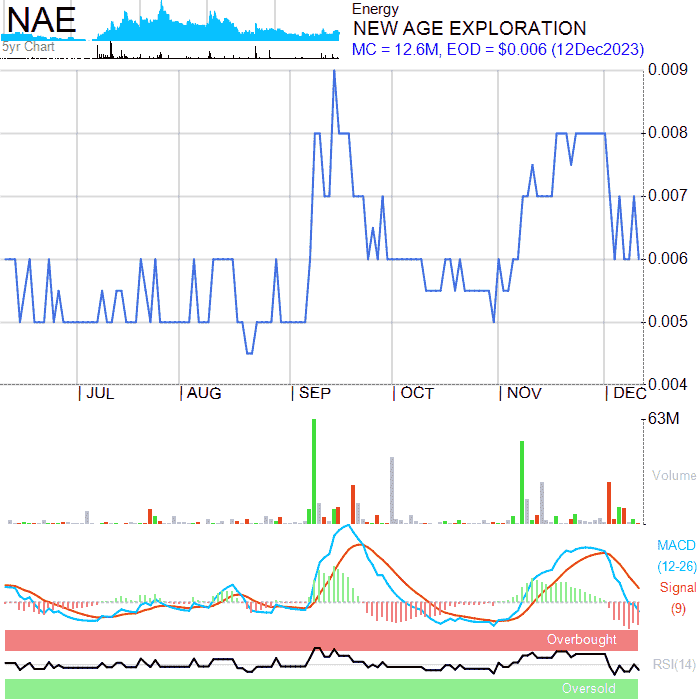 NAE
5yr Chart
Energy
NEW AGE EXPLORATION
MC = 12.6M, EOD = $0.006 (12Dec2023)
0.009
0.008
0.007
0.006
0.005
0.004
JUL AUG SEP OCT NOV DEC
63M
Volume
MACD
(12-26)
Signal
(9)
Overbought
RSI(14)
Oversold